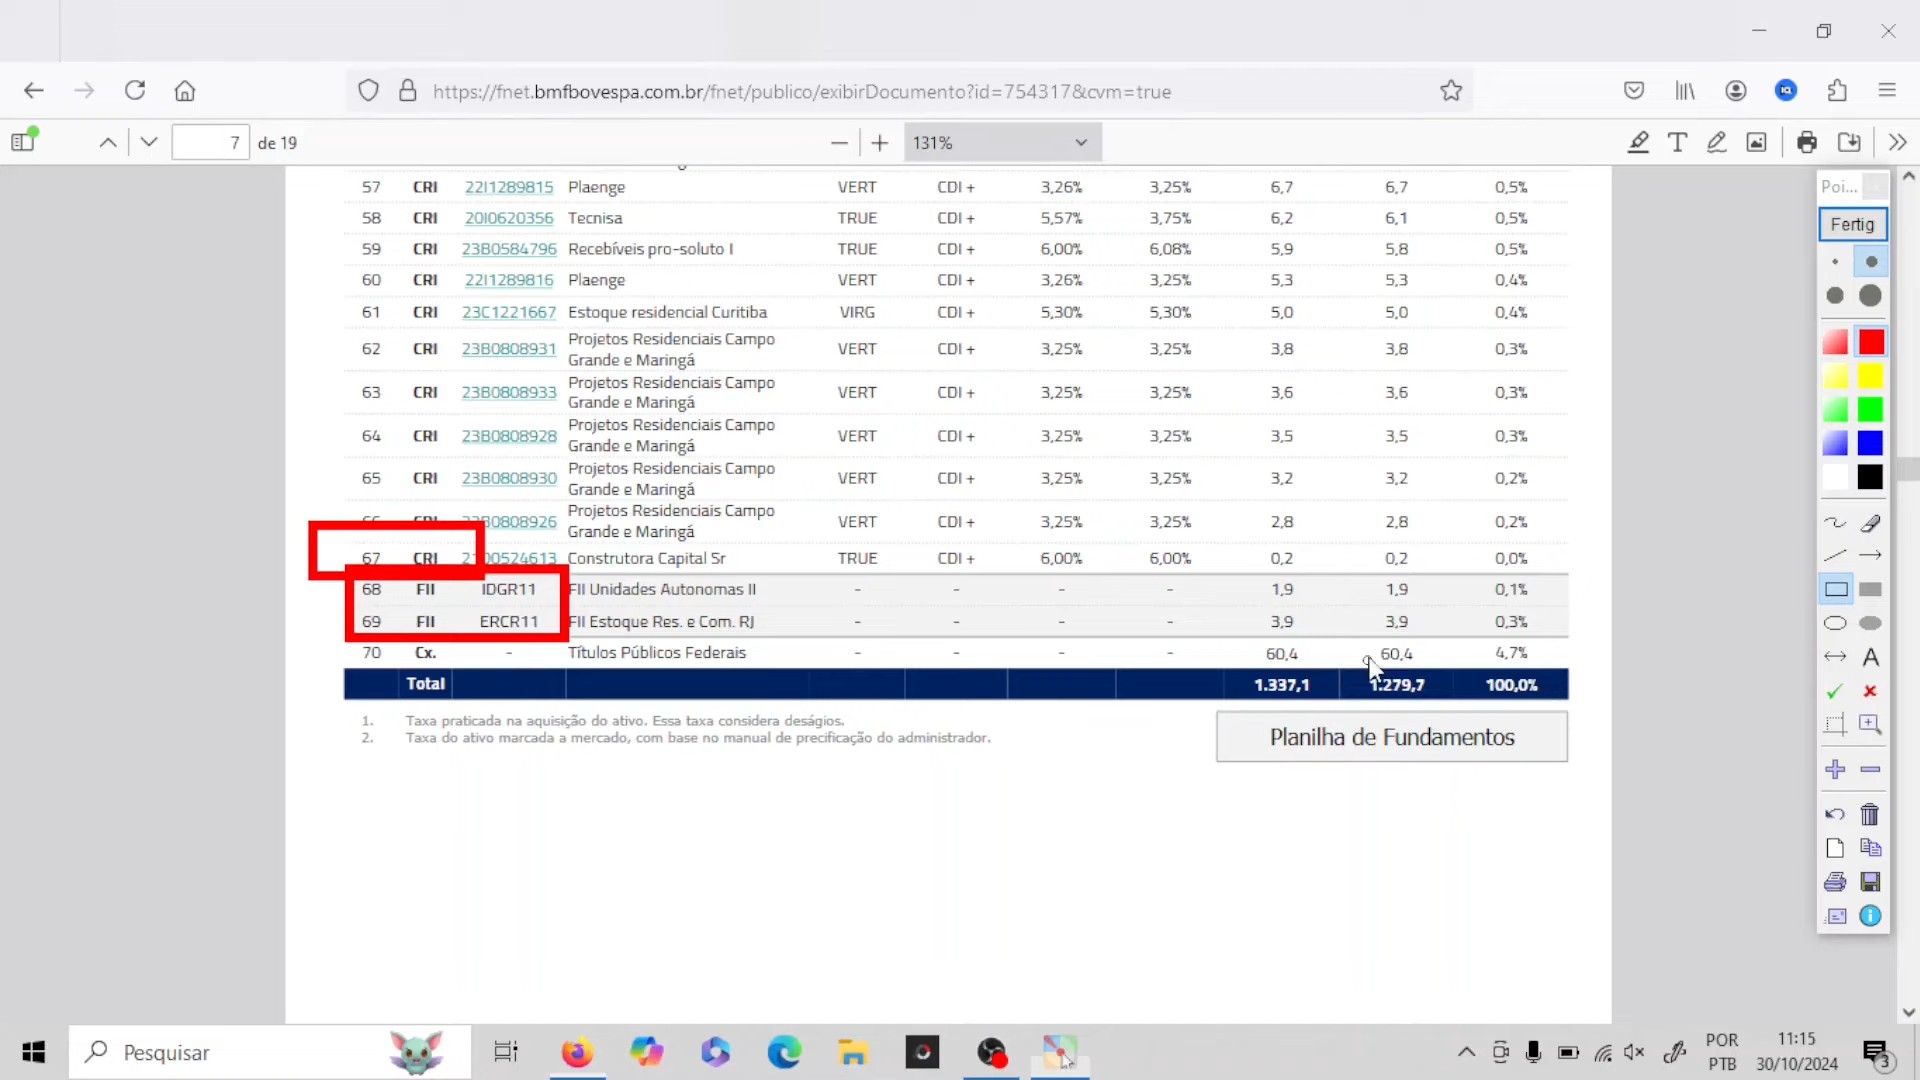 https://fnet.bmfbovespa.com.br/fnet/publico/exibirDocumento?id=754317&cvm=true
7 de 19
131%
57 CRI 22I1289815 Plaenge VERT CDI + 3,26% 3,25% 6,7 6,7 0,5%
58 CRI 20I0620356 Tecnisa TRUE CDI + 5,57% 3,75% 6,2 6,1 0,5%
59 CRI 23B0584796 Recebíveis pro-soluto I TRUE CDI + 6,00% 6,08% 5,9 5,8 0,5%
60 CRI 22I1289816 Plaenge VERT CDI + 3,26% 3,25% 5,3 5,3 0,4%
61 CRI 23C1221667 Estoque residencial Curitiba VIRG CDI + 5,30% 5,30% 5,0 5,0 0,4%
Projetos Residenciais Campo
62 CRI 23B0808931 VERT CDI + 3,25% 3,25% 3,8 3,8 0,3%
Grande e Maringá
Projetos Residenciais Campo
63 CRI 23B0808933 VERT CDI + 3,25% 3,25% 3,6 3,6 0,3%
Grande e Maringá
Projetos Residenciais Campo
64 CRI 23B0808928 VERT CDI + 3,25% 3,25% 3,5 3,5 0,3%
Grande e Maringá
Projetos Residenciais Campo
65 CRI 23B0808930 VERT CDI + 3,25% 3,25% 3,2 3,2 0,2%
Grande e Maringá
Projetos Residenciais Campo
66 CRI VERT CDI + 3,25% 3,25% 2,8 2,8 0,2%
Grande e Maringá
67 CRI Construtora Capital Sr TRUE CDI + 6,00% 6,00% 0,2 0,2 0,0%
68 FII IDGR11 FII Unidades Autonomas II - - - - 1,9 1,9 0,1%
69 FII ERCR11 FII Estoque Res. e Com. RJ - - - - 3,9 3,9 0,3%
70 Cx. - Títulos Públicos Federais - - - - 60,4 60,4 4,7%
Total 1.337,1 1.279,7 100,0%
1. Taxa praticada na aquisição do ativo. Essa taxa considera deságios.
2. Taxa do ativo marcada a mercado, com base no manual de precificação do administrador.
Planilha de Fundamentos
Poi...
Fertig
A
Pesquisar
POR
PTB
11:15
30/10/2024
3